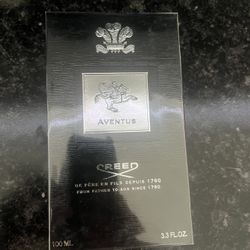 AVENTUS
CREED
DE PÈRE EN FILS DEPUIS 1760
FROM FATHER TO SON SINCE 1760
100 ML
3.3 FL.OZ.